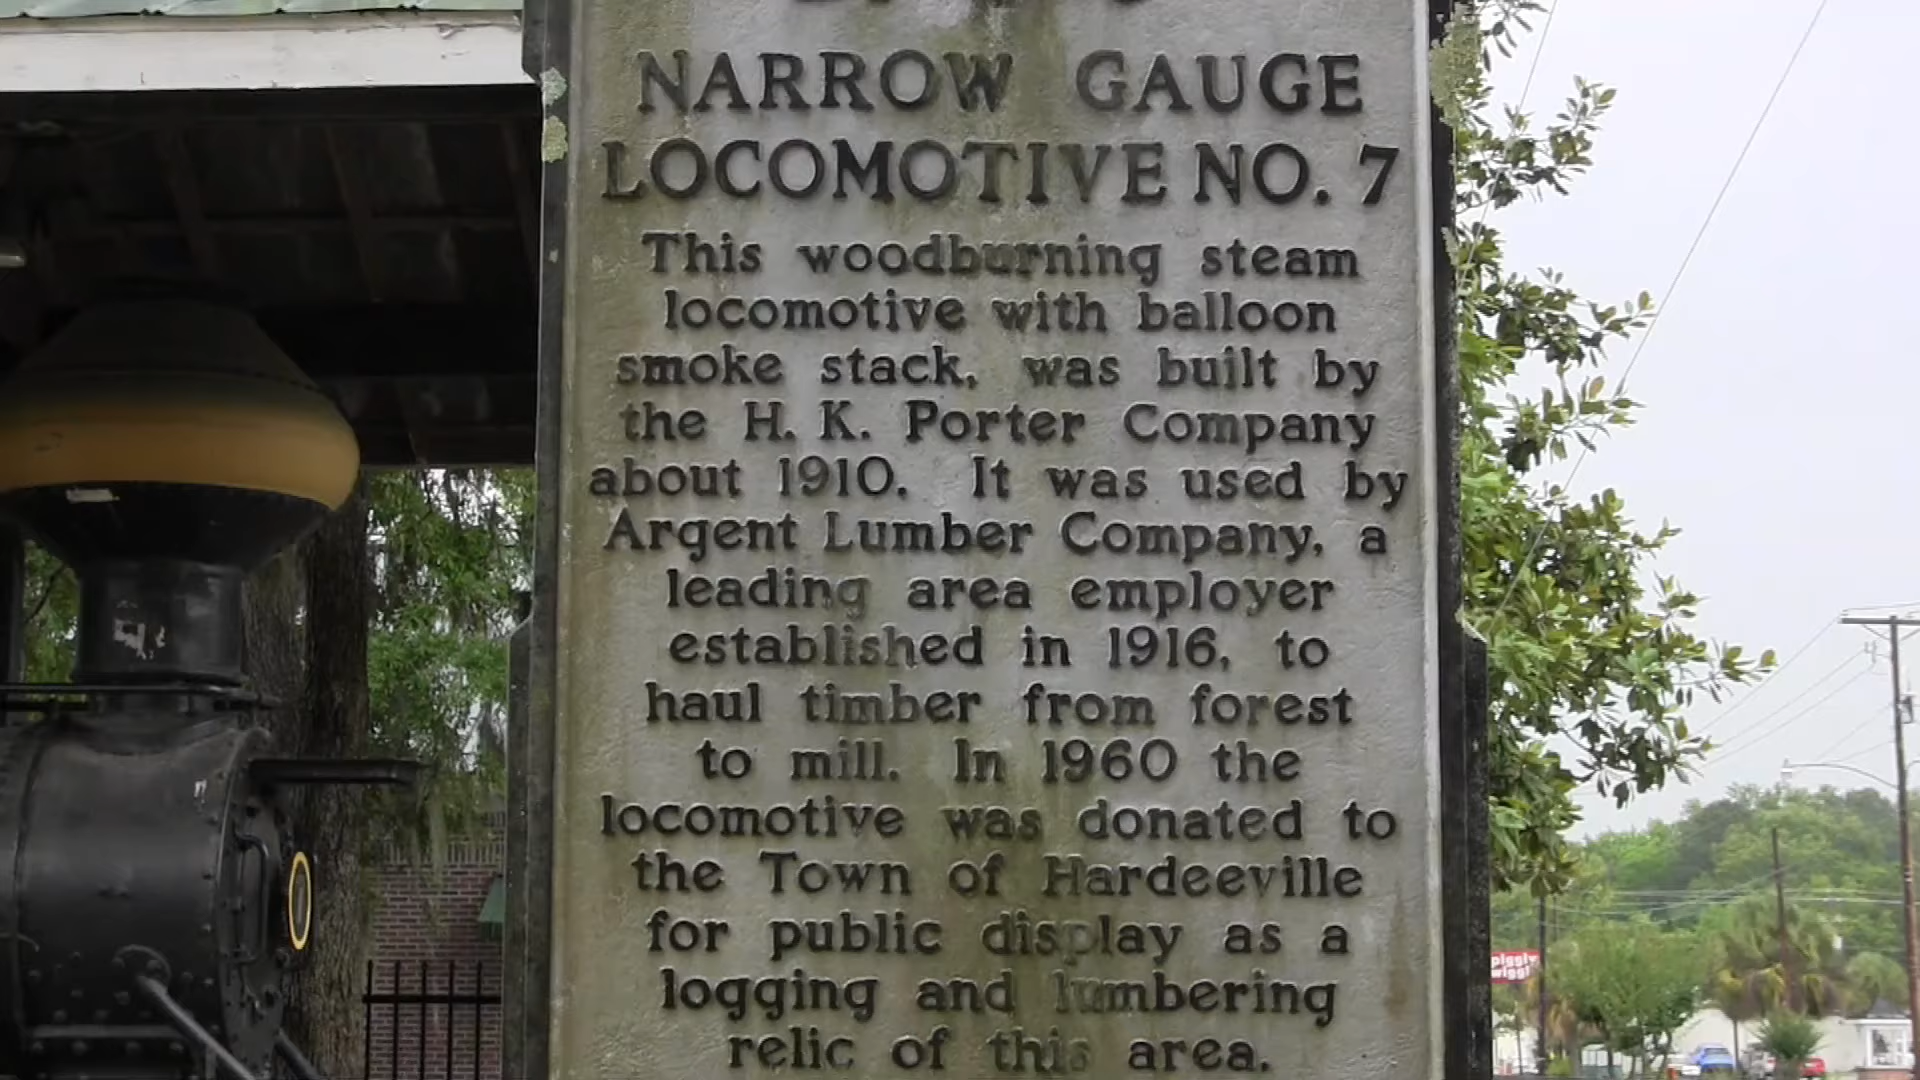 NARROW GAUGE
LOCOMOTIVE NO. 7
This woodburning steam
locomotive with balloon
smoke stack, was built by
the H. K. Porter Company
about 1910. It was used by
Argent Lumber Company, a
leading area employer
established in 1916, to
haul timber from forest
to mill. In 1960 the
locomotive was donated to
the Town of Hardeeville
for public display as a
logging and lumbering
relic of this area.
piggly
wiggly